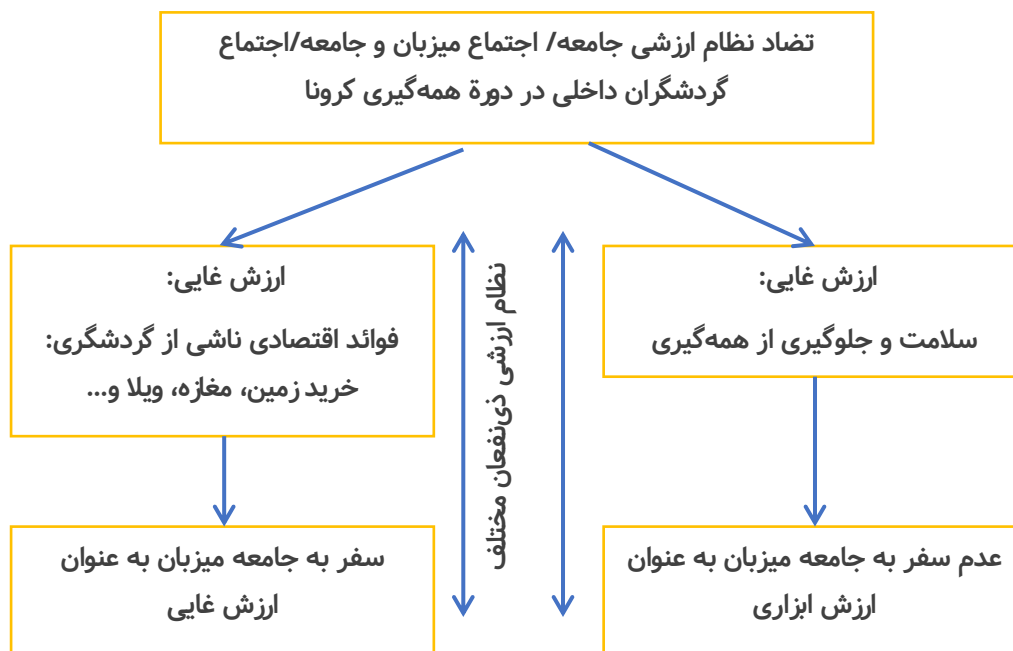 تضاد نظام ارزشی جامعه/ اجتماع میزبان و جامعه/اجتماع
گردشگران داخلی در دورة همه‌گیری کرونا
ارزش غایی:
سلامت و جلوگیری از همه‌گیری
عدم سفر به جامعه میزبان به عنوان
ارزش ابزاری
نظام ارزشی ذی‌نفعان مختلف
ارزش غایی:
فوائد اقتصادی ناشی از گردشگری:
خرید زمین، مغازه، ویلا و...
سفر به جامعه میزبان به عنوان
ارزش غایی